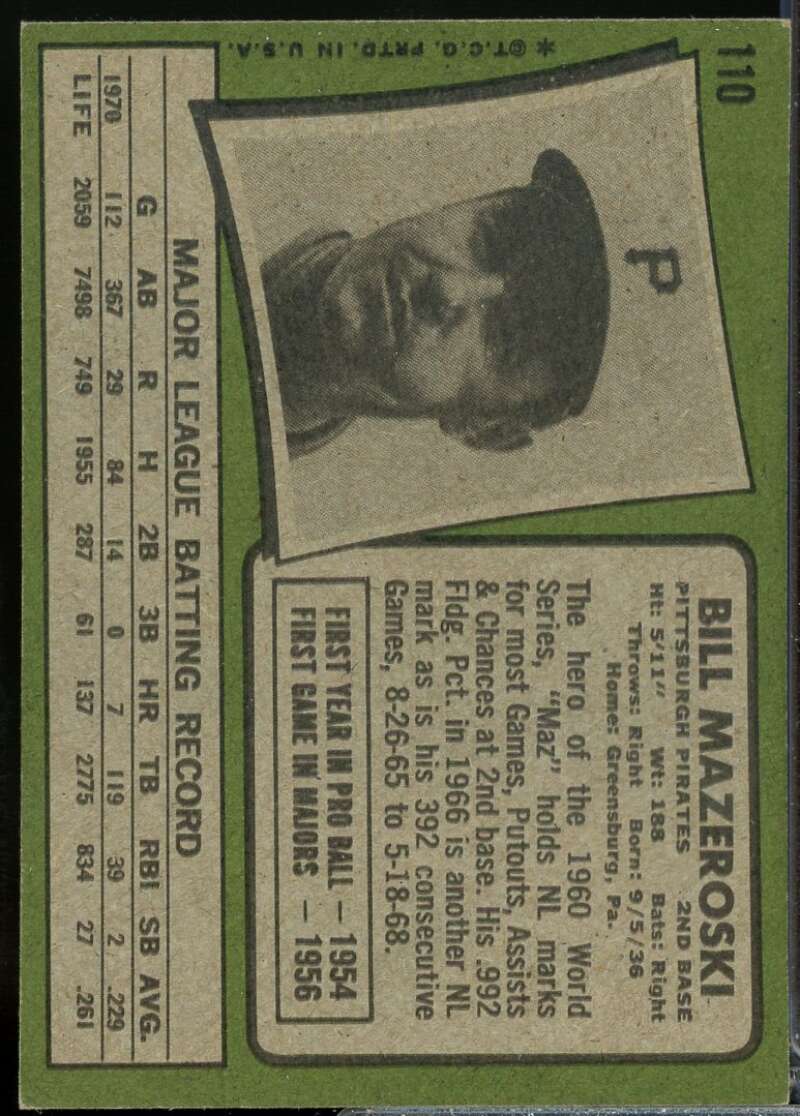 110
✱ ©T.C.G. PRTD. IN U.S.A.
P
BILL MAZEROSKI
PITTSBURGH PIRATES 2ND BASE
Ht: 5'11" Wt: 188 Bats: Right
Throws: Right Born: 9/5/36
Home: Greensburg, Pa.
The hero of the 1960 World
Series, "Maz" holds NL marks
for most Games, Putouts, Assists
& Chances at 2nd base. His .992
Fldg. Pct. in 1966 is another NL
mark as is his 392 consecutive
Games, 8-26-65 to 5-18-68.
FIRST YEAR IN PRO BALL — 1954
FIRST GAME IN MAJORS — 1956
MAJOR LEAGUE BATTING RECORD
G AB R H 2B 3B HR TB RBI SB AVG.
1970 112 367 29 84 14 0 7 119 39 2 .229
LIFE 2059 7498 749 1955 287 61 137 2775 834 27 .261